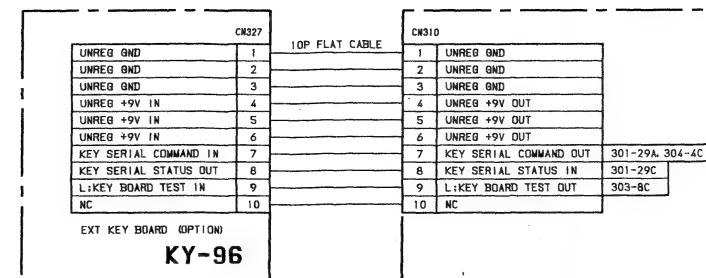 CN327
10P FLAT CABLE
CN310
UNREG GND 1 1 UNREG GND
UNREG GND 2 2 UNREG GND
UNREG GND 3 3 UNREG GND
UNREG +9V IN 4 4 UNREG +9V OUT
UNREG +9V IN 5 5 UNREG +9V OUT
UNREG +9V IN 6 6 UNREG +9V OUT
KEY SERIAL COMMAND IN 7 7 KEY SERIAL COMMAND OUT 301-29A, 304-4C
KEY SERIAL STATUS OUT 8 8 KEY SERIAL STATUS IN 301-29C
L:KEY BOARD TEST IN 9 9 L:KEY BOARD TEST OUT 303-8C
NC 10 10 NC
EXT KEY BOARD (OPTION)
KY-96